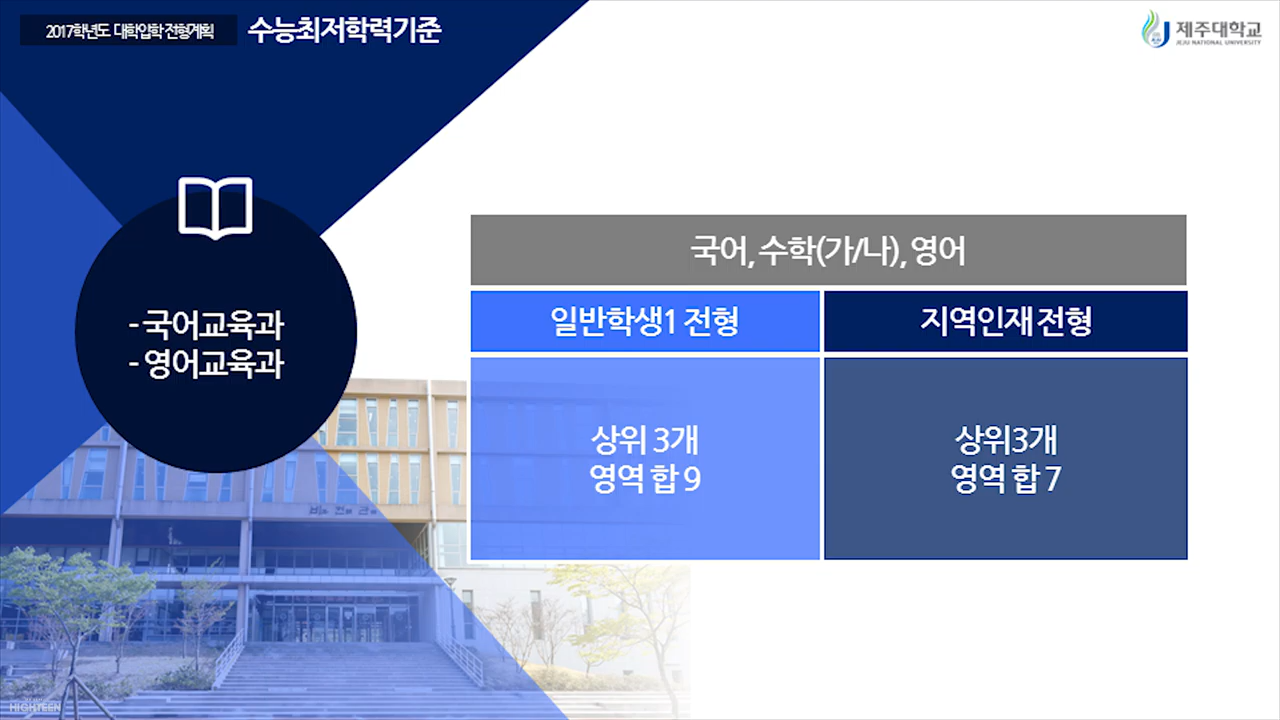 2017학년도 대학입학 전형계획 수능최저학력기준
제주대학교
JEJU NATIONAL UNIVERSITY
- 국어교육과
- 영어교육과
국어, 수학(가/나), 영어
일반학생1 전형
지역인재 전형
상위 3개
영역 합 9
상위3개
영역 합 7
비 전 관
HIGHTEEN